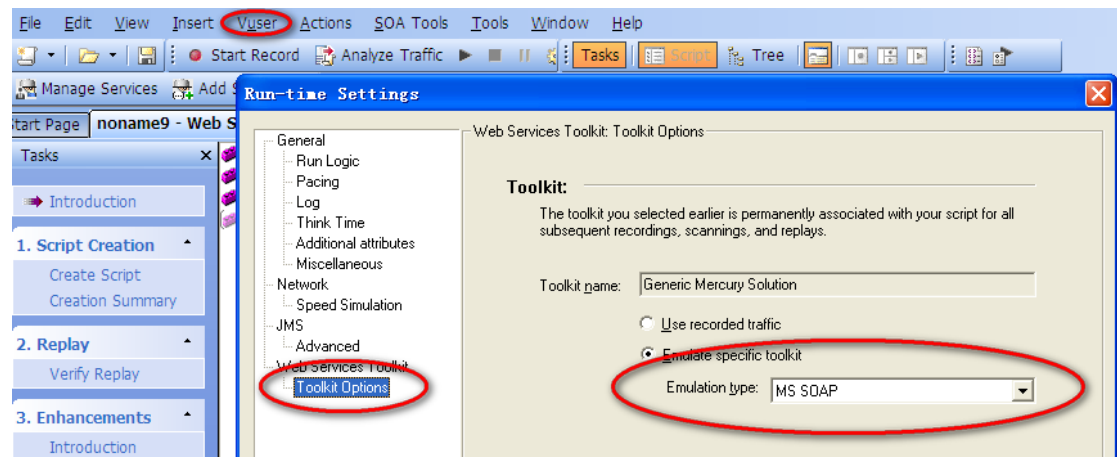 File Edit View Insert Vuser Actions SOA Tools Tools Window Help
Start Record Analyze Traffic Tasks Script Tree
Manage Services Add
Run-time Settings
Start Page noname9 - Web S
Tasks
Introduction
1. Script Creation
Create Script
Creation Summary
2. Replay
Verify Replay
3. Enhancements
Introduction
General
Run Logic
Pacing
Log
Think Time
Additional attributes
Miscellaneous
Network
Speed Simulation
JMS
Advanced
Web Services Toolkit
Toolkit Options
Web Services Toolkit: Toolkit Options
Toolkit:
The toolkit you selected earlier is permanently associated with your script for all
subsequent recordings, scannings, and replays.
Toolkit name: Generic Mercury Solution
Use recorded traffic
Emulate specific toolkit
Emulation type: MS SOAP